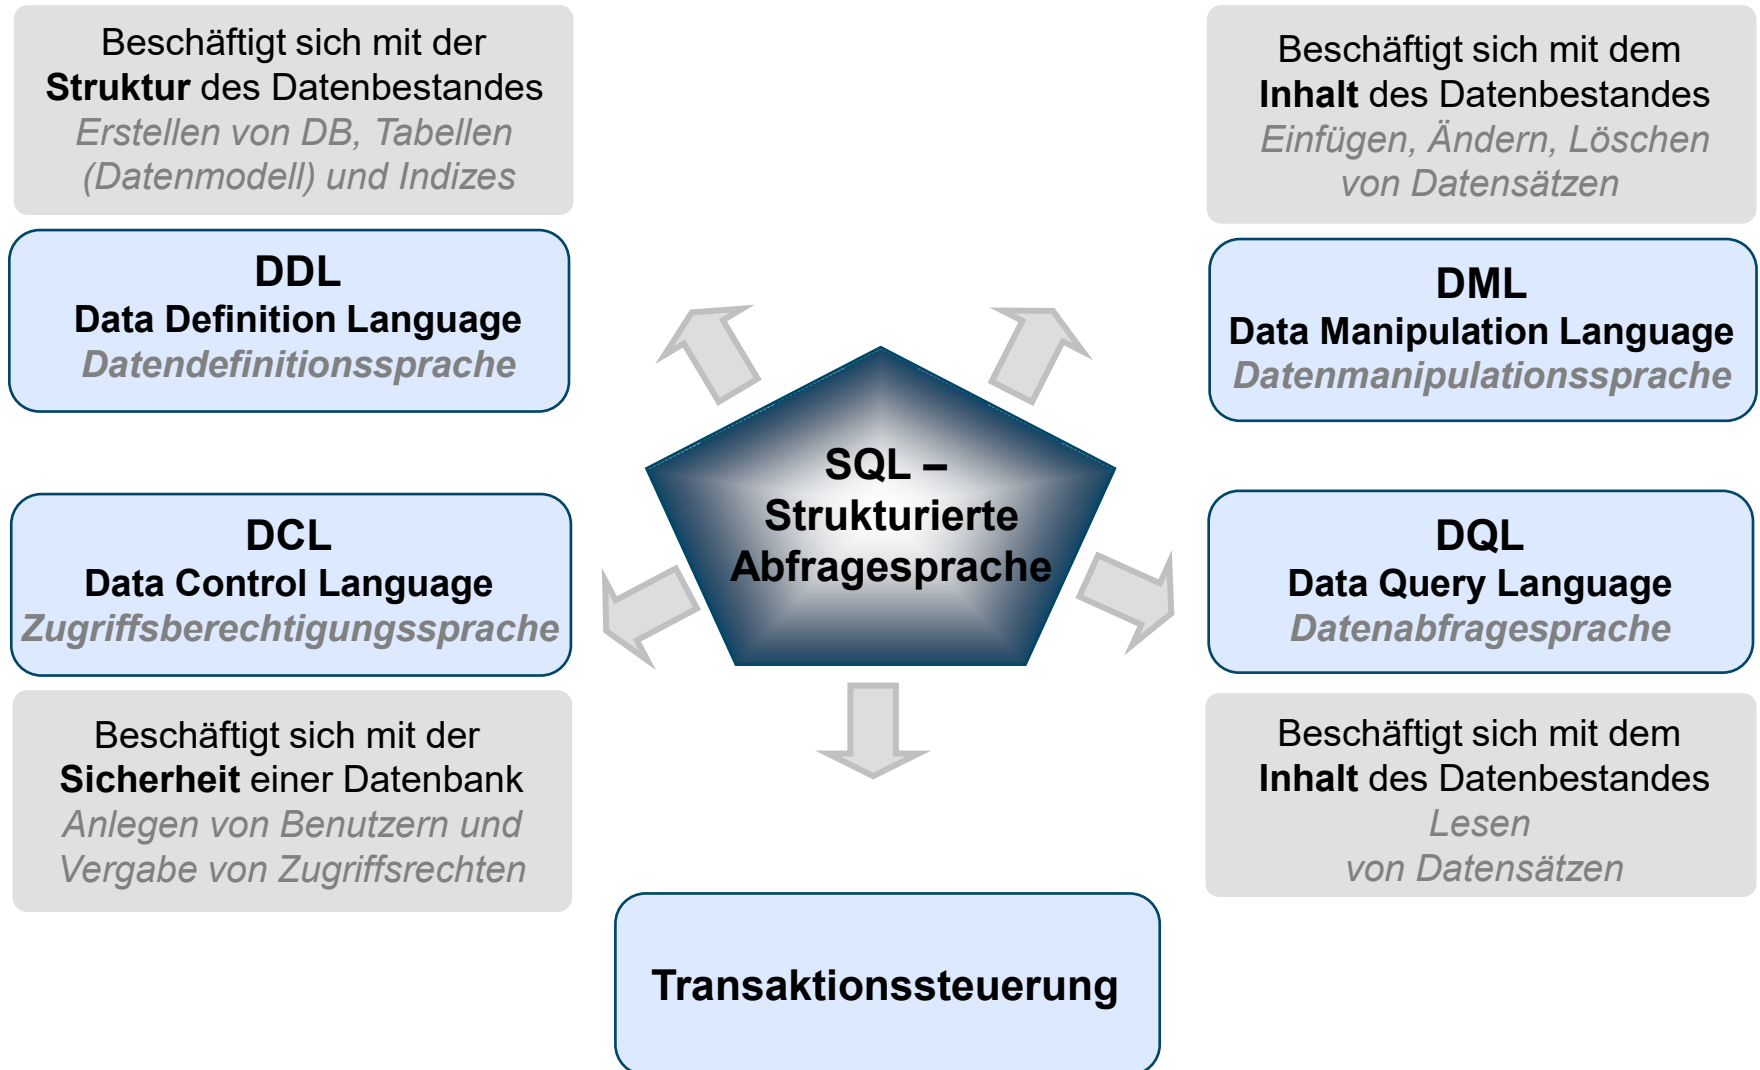 Beschäftigt sich mit der
Struktur des Datenbestandes
Erstellen von DB, Tabellen
(Datenmodell) und Indizes
DDL
Data Definition Language
Datendefinitionssprache
Beschäftigt sich mit dem
Inhalt des Datenbestandes
Einfügen, Ändern, Löschen
von Datensätzen
DML
Data Manipulation Language
Datenmanipulationssprache
SQL –
Strukturierte
Abfragesprache
DCL
Data Control Language
Zugriffsberechtigungssprache
Beschäftigt sich mit der
Sicherheit einer Datenbank
Anlegen von Benutzern und
Vergabe von Zugriffsrechten
DQL
Data Query Language
Datenabfragesprache
Beschäftigt sich mit dem
Inhalt des Datenbestandes
Lesen
von Datensätzen
Transaktionssteuerung